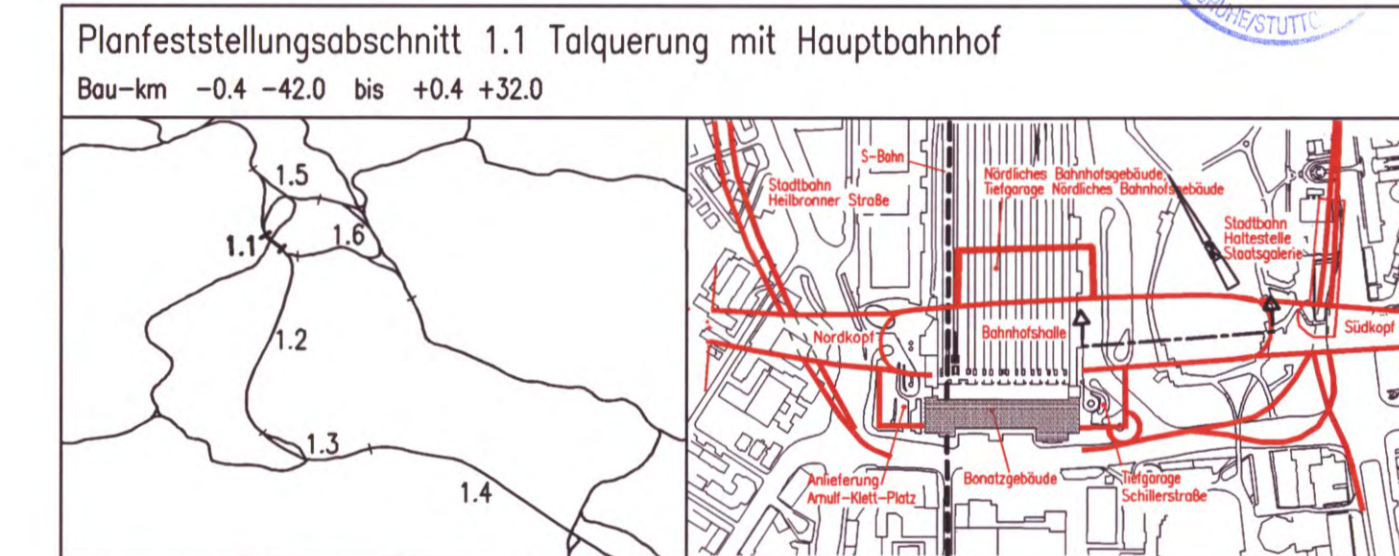 Planfeststellungsabschnitt 1.1 Talquerung mit Hauptbahnhof
Bau-km -0.4 -42.0 bis +0.4 +32.0
1.5
1.1
1.6
1.2
1.3
1.4
S-Bahn
Stadtbahn
Heilbronner Straße
Nördliches Bahnhofsgebäude,
Tiefgarage Nördliches Bahnhofsgebäude
Stadtbahn
Haltestelle
Staatsgalerie
Nordkopf
Bahnhofshalle
Südkopf
Anlieferung
Arnulf-Klett-Platz
Bonatzgebäude
Tiefgarage
Schillerstraße